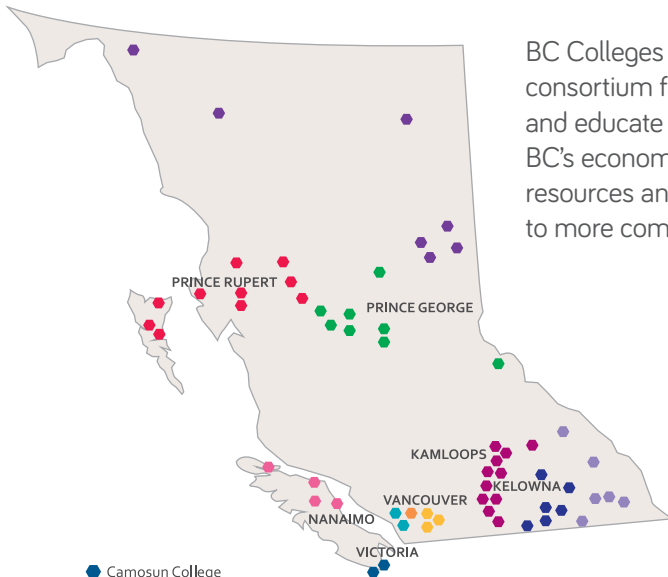 BC Colleges
consortium f
and educate
BC's econom
resources an
to more com
PRINCE RUPERT
PRINCE GEORGE
KAMLOOPS
KELOWNA
VANCOUVER
NANAIMO
VICTORIA
Camosun College